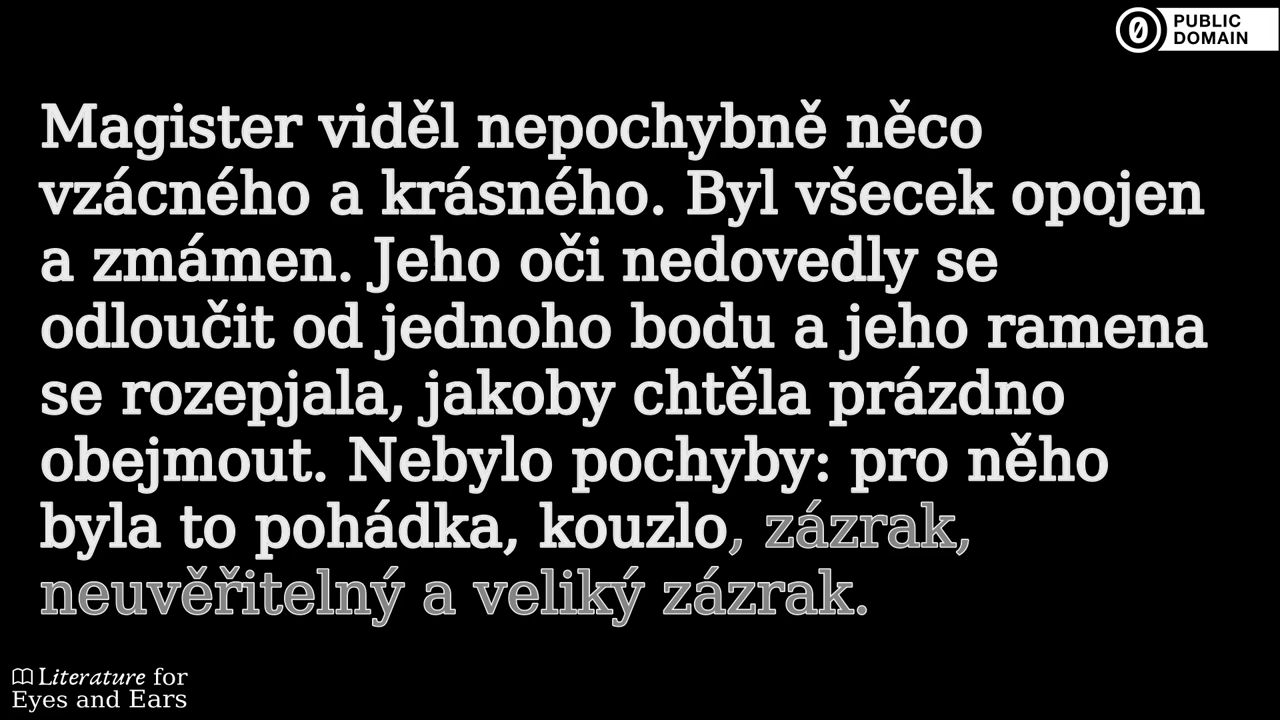 PUBLIC
DOMAIN
Magister viděl nepochybně něco
vzácného a krásného. Byl všecek opojen
a zmámen. Jeho oči nedovedly se
odloučit od jednoho bodu a jeho ramena
se rozepjala, jakoby chtěla prázdno
obejmout. Nebylo pochyby: pro něho
byla to pohádka, kouzlo, zázrak,
neuvěřitelný a veliký zázrak.
Literature for
Eyes and Ears